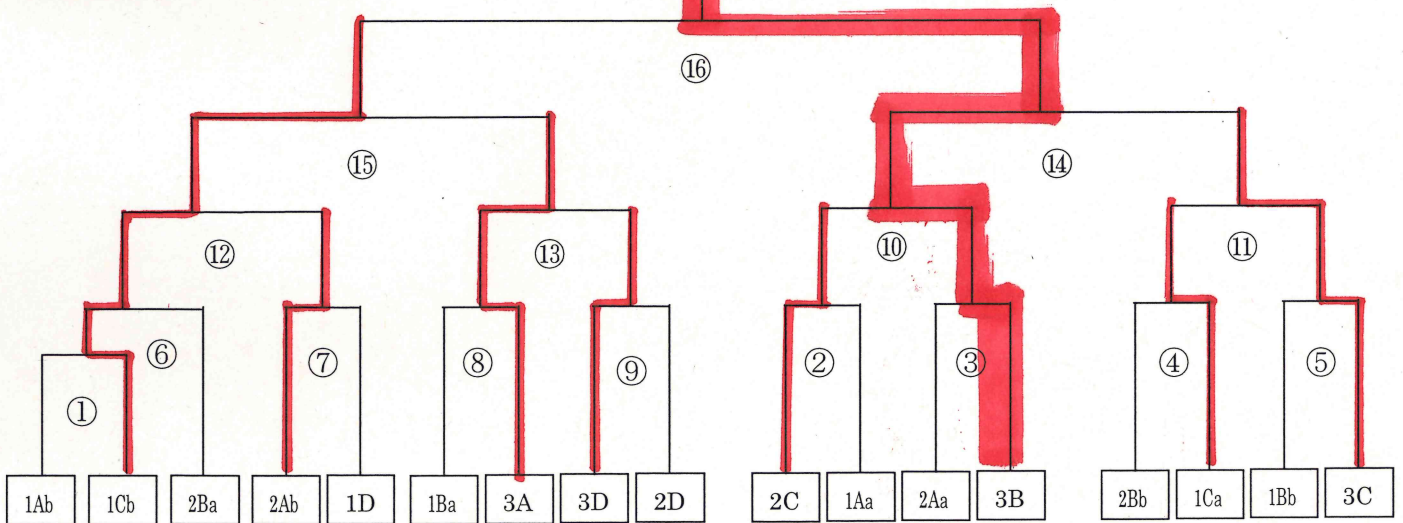 ⑯
⑮ ⑭
⑫ ⑬ ⑩ ⑪
⑥ ⑦ ⑧ ⑨ ② ③ ④ ⑤
①
1Ab 1Cb 2Ba 2Ab 1D 1Ba 3A 3D 2D 2C 1Aa 2Aa 3B 2Bb 1Ca 1Bb 3C